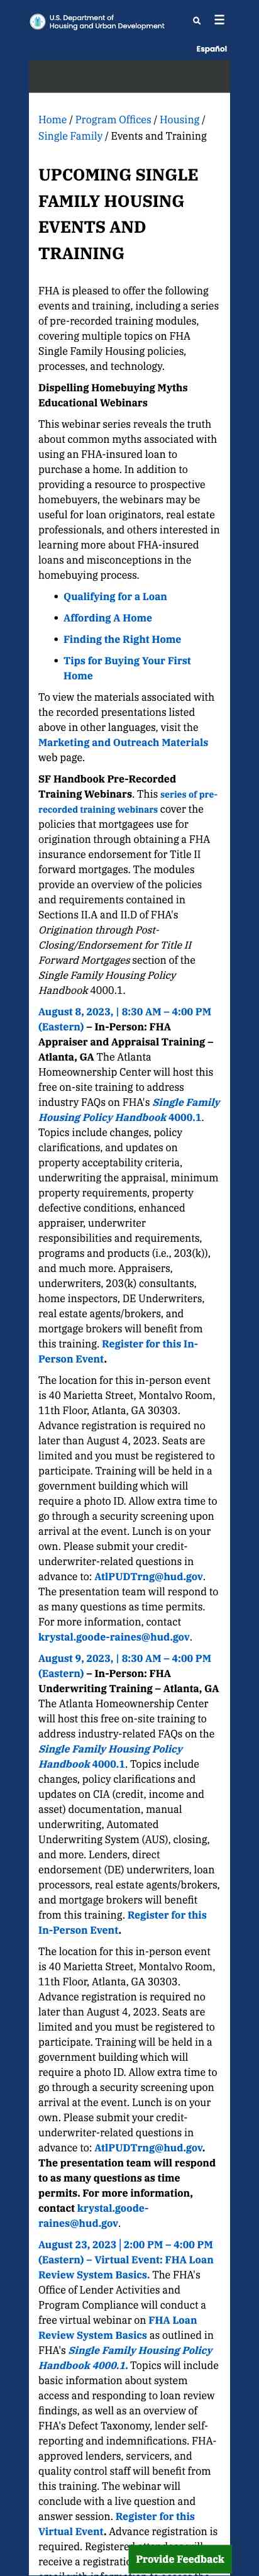 U.S. Department of
Housing and Urban Development
Español
Home / Program Offices / Housing /
Single Family / Events and Training
UPCOMING SINGLE
FAMILY HOUSING
EVENTS AND
TRAINING
FHA is pleased to offer the following
events and training, including a series
of pre-recorded training modules,
covering multiple topics on FHA
Single Family Housing policies,
processes, and technology.
Dispelling Homebuying Myths
Educational Webinars
This webinar series reveals the truth
about common myths associated with
using an FHA-insured loan to
purchase a home. In addition to
providing a resource to prospective
homebuyers, the webinars may be
useful for loan originators, real estate
professionals, and others interested in
learning more about FHA-insured
loans and misconceptions in the
homebuying process.
• Qualifying for a Loan
• Affording A Home
• Finding the Right Home
• Tips for Buying Your First
Home
To view the materials associated with
the recorded presentations listed
above in other languages, visit the
Marketing and Outreach Materials
web page.
SF Handbook Pre-Recorded
Training Webinars. This series of pre-
recorded training webinars cover the
policies that mortgagees use for
origination through obtaining a FHA
insurance endorsement for Title II
forward mortgages. The modules
provide an overview of the policies
and requirements contained in
Sections II.A and II.D of FHA's
Origination through Post-
Closing/Endorsement for Title II
Forward Mortgages section of the
Single Family Housing Policy
Handbook 4000.1.
August 8, 2023, | 8:30 AM – 4:00 PM
(Eastern) – In-Person: FHA
Appraiser and Appraisal Training –
Atlanta, GA The Atlanta
Homeownership Center will host this
free on-site training to address
industry FAQs on FHA's Single Family
Housing Policy Handbook 4000.1.
Topics include changes, policy
clarifications, and updates on
property acceptability criteria,
underwriting the appraisal, minimum
property requirements, property
defective conditions, enhanced
appraiser, underwriter
responsibilities and requirements,
programs and products (i.e., 203(k)),
and much more. Appraisers,
underwriters, 203(k) consultants,
home inspectors, DE Underwriters,
real estate agents/brokers, and
mortgage brokers will benefit from
this training. Register for this In-
Person Event.
The location for this in-person event
is 40 Marietta Street, Montalvo Room,
11th Floor, Atlanta, GA 30303.
Advance registration is required no
later than August 4, 2023. Seats are
limited and you must be registered to
participate. Training will be held in a
government building which will
require a photo ID. Allow extra time to
go through a security screening upon
arrival at the event. Lunch is on your
own. Please submit your credit-
underwriter-related questions in
advance to: AtlPUDTrng@hud.gov.
The presentation team will respond to
as many questions as time permits.
For more information, contact
krystal.goode-raines@hud.gov.
August 9, 2023, | 8:30 AM – 4:00 PM
(Eastern) – In-Person: FHA
Underwriting Training – Atlanta, GA
The Atlanta Homeownership Center
will host this free on-site training to
address industry-related FAQs on the
Single Family Housing Policy
Handbook 4000.1. Topics include
changes, policy clarifications and
updates on CIA (credit, income and
asset) documentation, manual
underwriting, Automated
Underwriting System (AUS), closing,
and more. Lenders, direct
endorsement (DE) underwriters, loan
processors, real estate agents/brokers,
and mortgage brokers will benefit
from this training. Register for this
In-Person Event.
The location for this in-person event
is 40 Marietta Street, Montalvo Room,
11th Floor, Atlanta, GA 30303.
Advance registration is required no
later than August 4, 2023. Seats are
limited and you must be registered to
participate. Training will be held in a
government building which will
require a photo ID. Allow extra time to
go through a security screening upon
arrival at the event. Lunch is on your
own. Please submit your credit-
underwriter-related questions in
advance to: AtlPUDTrng@hud.gov.
The presentation team will respond
to as many questions as time
permits. For more information,
contact krystal.goode-
raines@hud.gov.
August 23, 2023 | 2:00 PM – 4:00 PM
(Eastern) – Virtual Event: FHA Loan
Review System Basics. The FHA's
Office of Lender Activities and
Program Compliance will conduct a
free virtual webinar on FHA Loan
Review System Basics as outlined in
FHA's Single Family Housing Policy
Handbook 4000.1. Topics will include
basic information about system
access and responding to loan review
findings, as well as an overview of
FHA's Defect Taxonomy, lender self-
reporting and indemnifications. FHA-
approved lenders, servicers, and
quality control staff will benefit from
this training. The webinar will
conclude with a live question and
answer session. Register for this
Virtual Event. Advance registration is
required. Registered
receive a
Provide Feedback